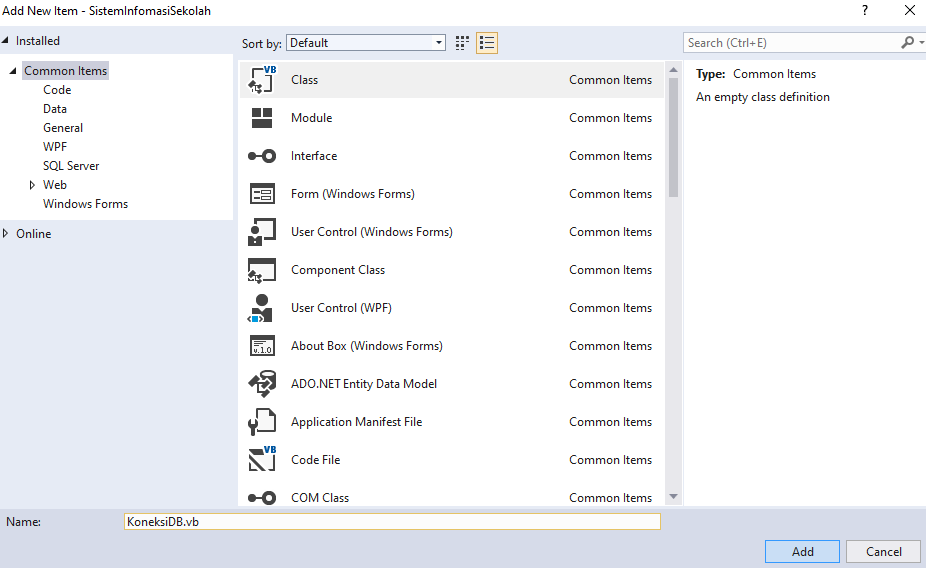 Add New Item - SistemInfomasiSekolah
?
Installed
Sort by: Default
Search (Ctrl+E)
Common Items
Code
Data
General
WPF
SQL Server
Web
Windows Forms
Online
VB Class Common Items
Module Common Items
Interface Common Items
Form (Windows Forms) Common Items
User Control (Windows Forms) Common Items
Component Class Common Items
User Control (WPF) Common Items
v.1.0 About Box (Windows Forms) Common Items
ADO.NET Entity Data Model Common Items
Application Manifest File Common Items
VB Code File Common Items
COM Class Common Items
Type: Common Items
An empty class definition
Name: KoneksiDB.vb
Add Cancel